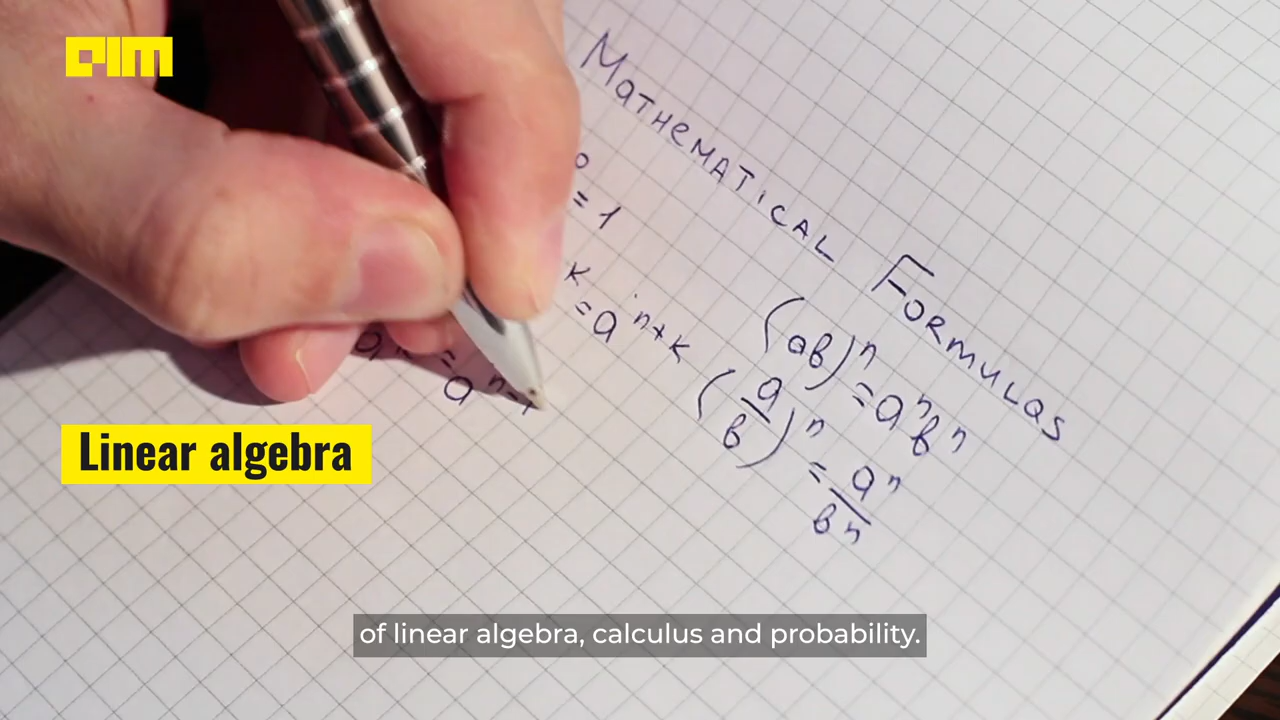 AIM
MATHEMATICAL FORMULAS
= 1
= a^n+k
(ab)^n = a^n b^n
(a/b)^n = a^n/b^n
= a^n-
Linear algebra
of linear algebra, calculus and probability.